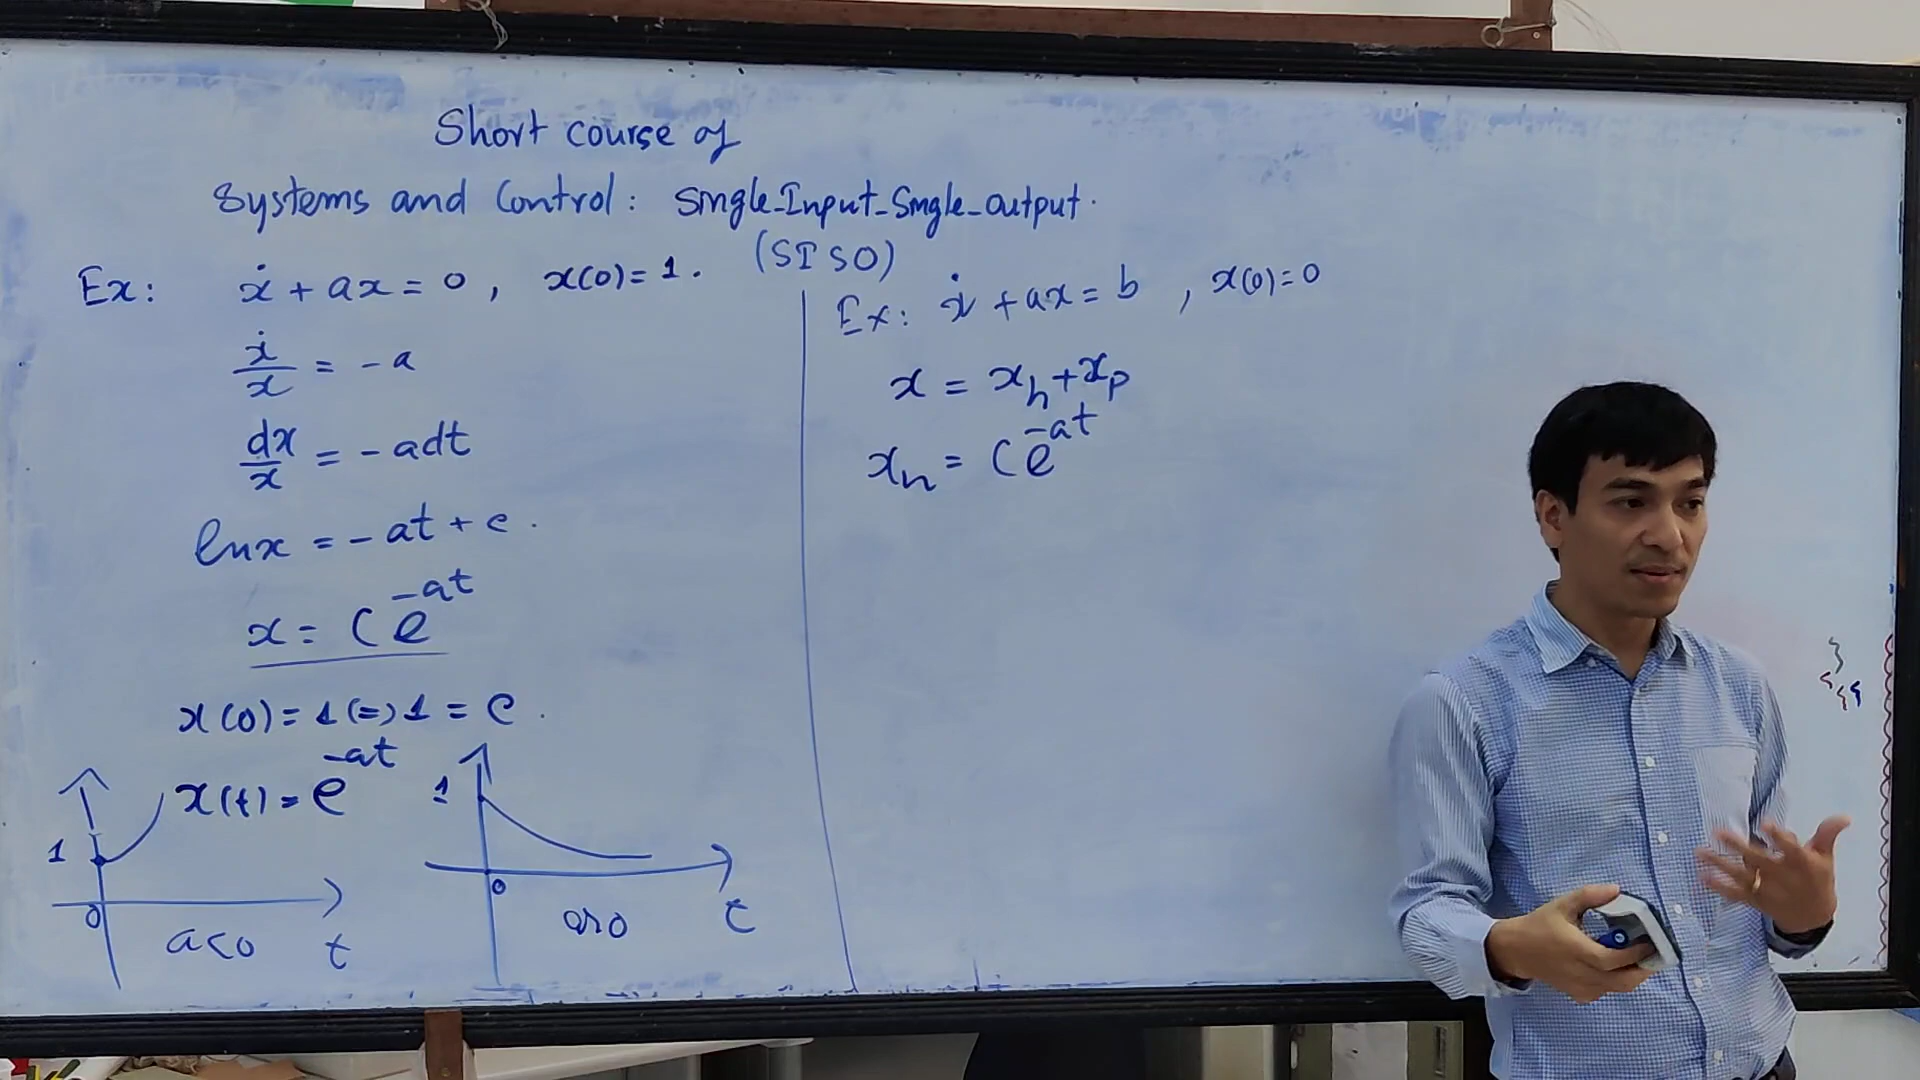 Short course of
Systems and Control: Single-Input-Single-output.
(SISO)
Ex: ẋ + ax = 0, x(0)=1.
ẋ/x = -a
dx/x = -adt
lnx = -at + c.
x = Ce^-at
x(0)=1 (=) 1 = C.
x(t) = e^-at
1
0
a<0
t
1
0
a>0
t
Ex: ẋ + ax = b, x(0)=0
x = xh+xp
xh = Ce^-at